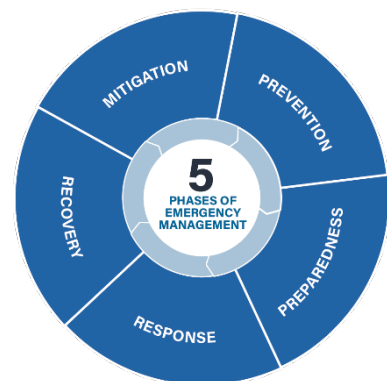 5
PHASES OF
EMERGENCY
MANAGEMENT
PREVENTION
PREPAREDNESS
RESPONSE
RECOVERY
MITIGATION